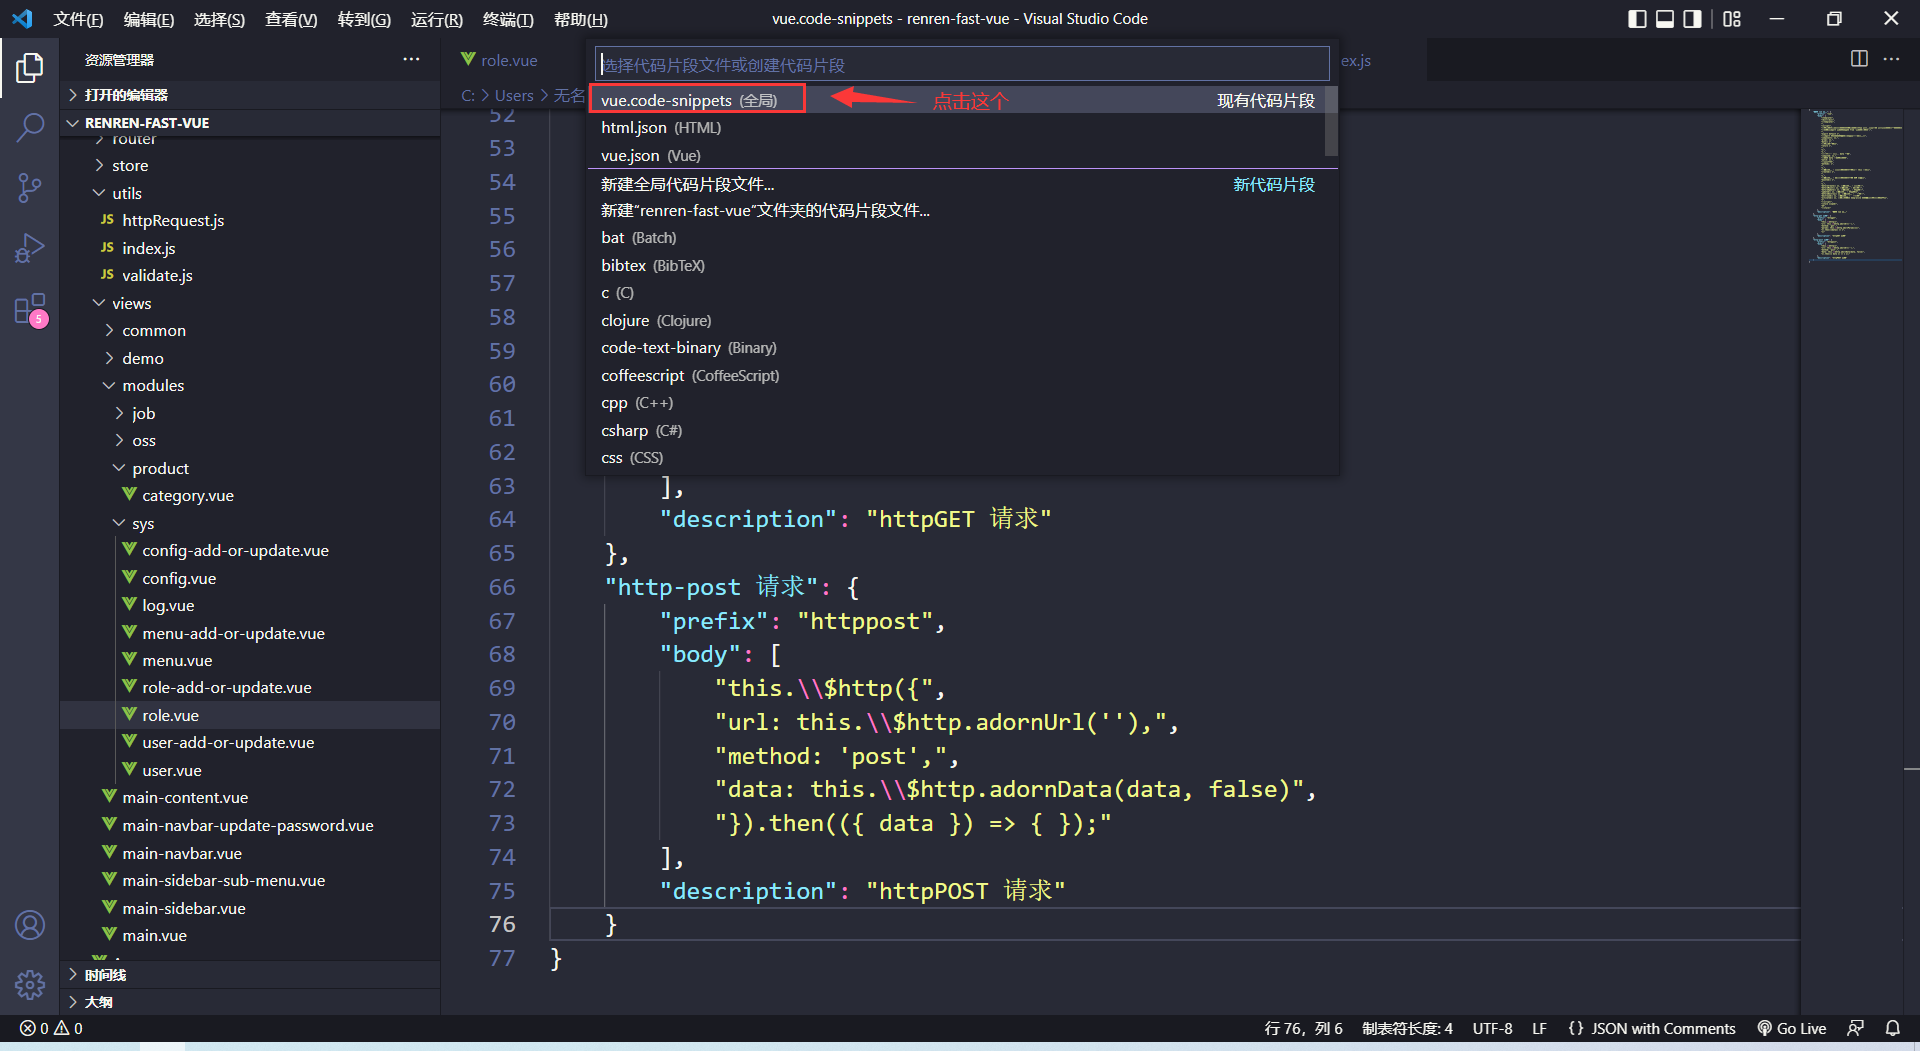 文件(F) 编辑(E) 选择(S) 查看(V) 转到(G) 运行(R) 终端(T) 帮助(H) vue.code-snippets - renren-fast-vue - Visual Studio Code
资源管理器
打开的编辑器
RENREN-FAST-VUE
router
store
utils
JS httpRequest.js
JS index.js
JS validate.js
views
common
demo
modules
job
oss
product
category.vue
sys
config-add-or-update.vue
config.vue
log.vue
menu-add-or-update.vue
menu.vue
role-add-or-update.vue
role.vue
user-add-or-update.vue
user.vue
main-content.vue
main-navbar-update-password.vue
main-navbar.vue
main-sidebar-sub-menu.vue
main-sidebar.vue
main.vue
时间线
大纲
5
role.vue
ex.js
C: > Users > 无名
选择代码片段文件或创建代码片段
vue.code-snippets (全局) 点击这个 现有代码片段
html.json (HTML)
vue.json (Vue)
新建全局代码片段文件... 新代码片段
新建“renren-fast-vue”文件夹的代码片段文件...
bat (Batch)
bibtex (BibTeX)
c (C)
clojure (Clojure)
code-text-binary (Binary)
coffeescript (CoffeeScript)
cpp (C++)
csharp (C#)
css (CSS)
52
53
54
55
56
57
58
59
60
61
62
63 ],
64 "description": "httpGET 请求"
65 },
66 "http-post 请求": {
67 "prefix": "httppost",
68 "body": [
69 "this.\\$http({",
70 "url: this.\\$http.adornUrl(''),",
71 "method: 'post',",
72 "data: this.\\$http.adornData(data, false)",
73 "}).then(({ data }) => { });"
74 ],
75 "description": "httpPOST 请求"
76 }
77 }
0 0 行 76，列 6 制表符长度: 4 UTF-8 LF {} JSON with Comments Go Live